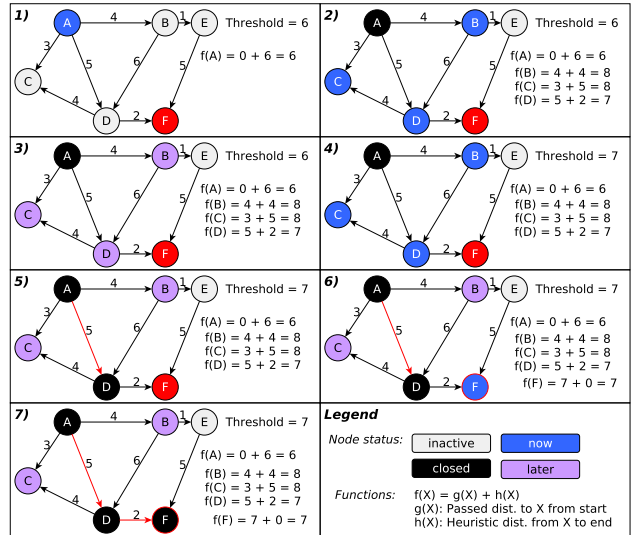 1)
A 4 B 1 E
Threshold = 6
f(A) = 0 + 6 = 6
3 5 6 5
C
4
D 2 F
2)
A 4 B 1 E
Threshold = 6
f(A) = 0 + 6 = 6
f(B) = 4 + 4 = 8
f(C) = 3 + 5 = 8
f(D) = 5 + 2 = 7
3 5 6 5
C
4
D 2 F
3)
A 4 B 1 E
Threshold = 6
f(A) = 0 + 6 = 6
f(B) = 4 + 4 = 8
f(C) = 3 + 5 = 8
f(D) = 5 + 2 = 7
3 5 6 5
C
4
D 2 F
4)
A 4 B 1 E
Threshold = 7
f(A) = 0 + 6 = 6
f(B) = 4 + 4 = 8
f(C) = 3 + 5 = 8
f(D) = 5 + 2 = 7
3 5 6 5
C
4
D 2 F
5)
A 4 B 1 E
Threshold = 7
f(A) = 0 + 6 = 6
f(B) = 4 + 4 = 8
f(C) = 3 + 5 = 8
f(D) = 5 + 2 = 7
3 5 6 5
C
4
D 2 F
6)
A 4 B 1 E
Threshold = 7
f(A) = 0 + 6 = 6
f(B) = 4 + 4 = 8
f(C) = 3 + 5 = 8
f(D) = 5 + 2 = 7
f(F) = 7 + 0 = 7
3 5 6 5
C
4
D 2 F
7)
A 4 B 1 E
Threshold = 7
f(A) = 0 + 6 = 6
f(B) = 4 + 4 = 8
f(C) = 3 + 5 = 8
f(D) = 5 + 2 = 7
f(F) = 7 + 0 = 7
3 5 6 5
C
4
D 2 F
Legend
Node status: inactive now
closed later
Functions: f(X) = g(X) + h(X)
g(X): Passed dist. to X from start
h(X): Heuristic dist. from X to end